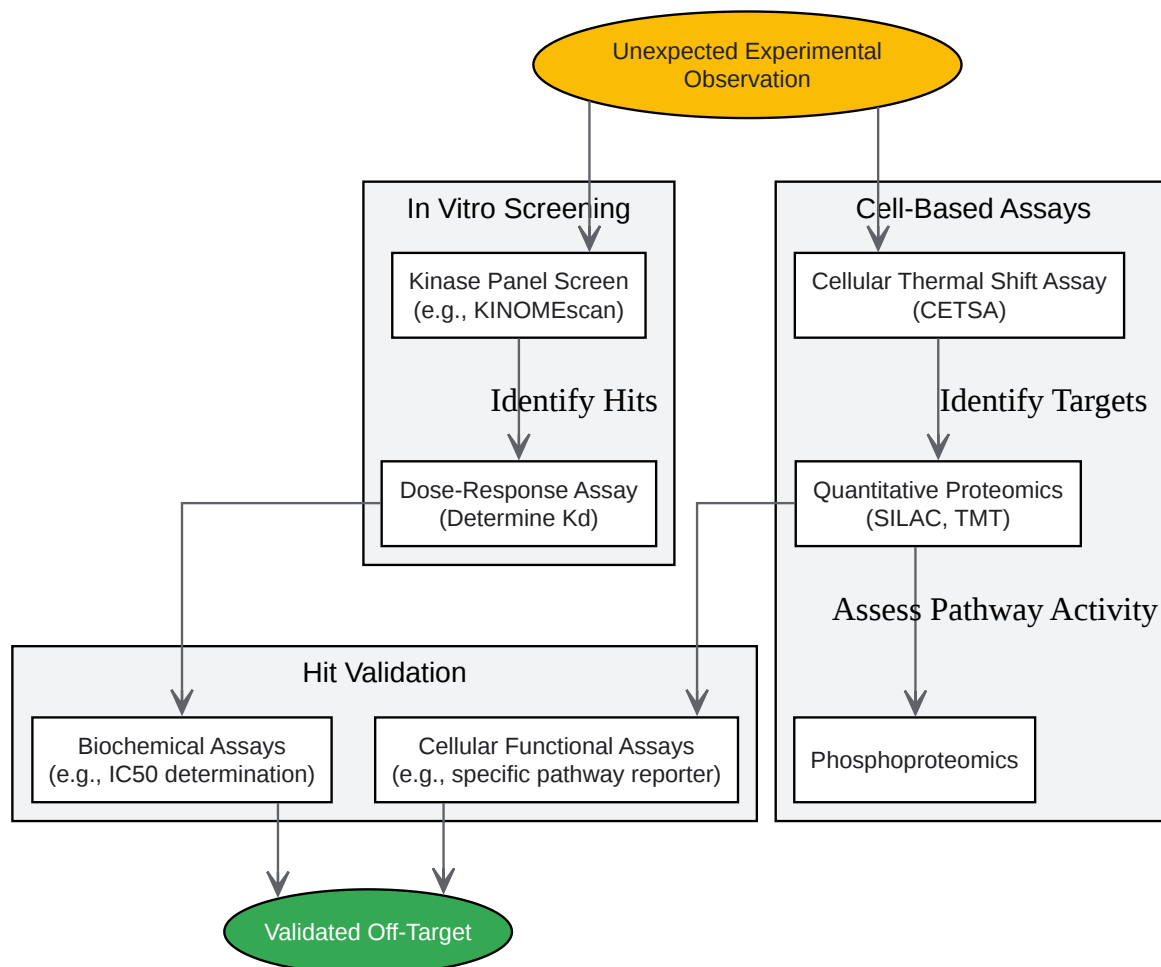 Unexpected Experimental
Observation
In Vitro Screening
Cell-Based Assays
Kinase Panel Screen
(e.g., KINOMEscan)
Cellular Thermal Shift Assay
(CETSA)
Identify Hits
Identify Targets
Dose-Response Assay
(Determine Kd)
Quantitative Proteomics
(SILAC, TMT)
Assess Pathway Activity
Hit Validation
Biochemical Assays
(e.g., IC50 determination)
Cellular Functional Assays
(e.g., specific pathway reporter)
Phosphoproteomics
Validated Off-Target